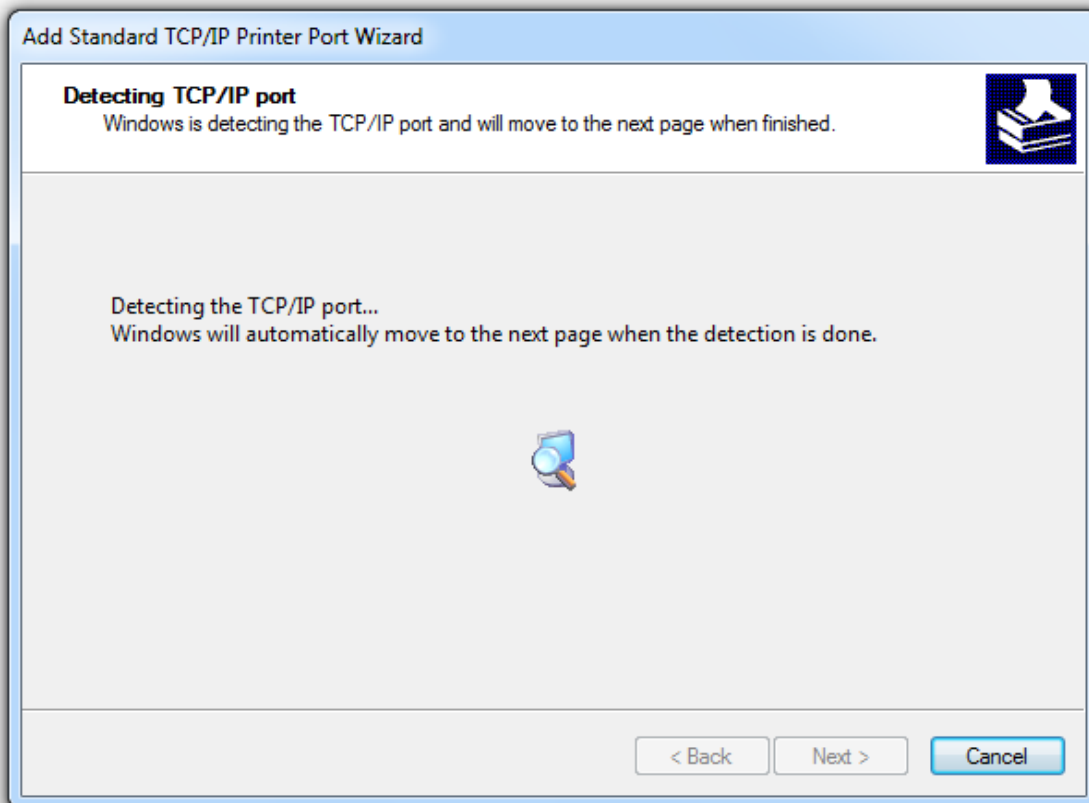 Add Standard TCP/IP Printer Port Wizard
Detecting TCP/IP port
Windows is detecting the TCP/IP port and will move to the next page when finished.
Detecting the TCP/IP port...
Windows will automatically move to the next page when the detection is done.
< Back Next > Cancel